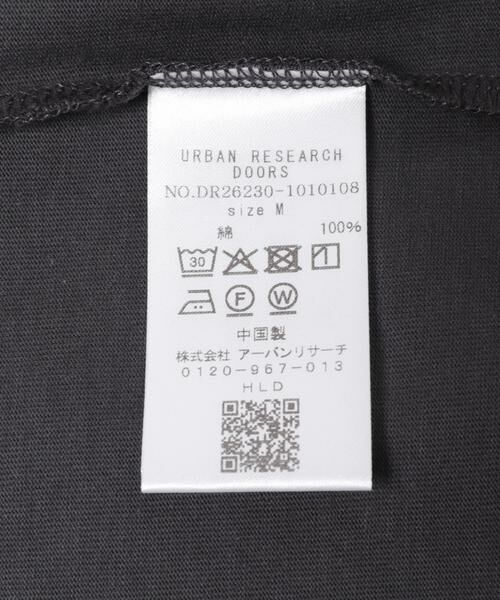 URBAN RESEARCH
DOORS
NO.DR26230-1010108
size M
綿 100%
30
F W
中国製
株式会社 アーバンリサーチ
0120-967-013
HLD